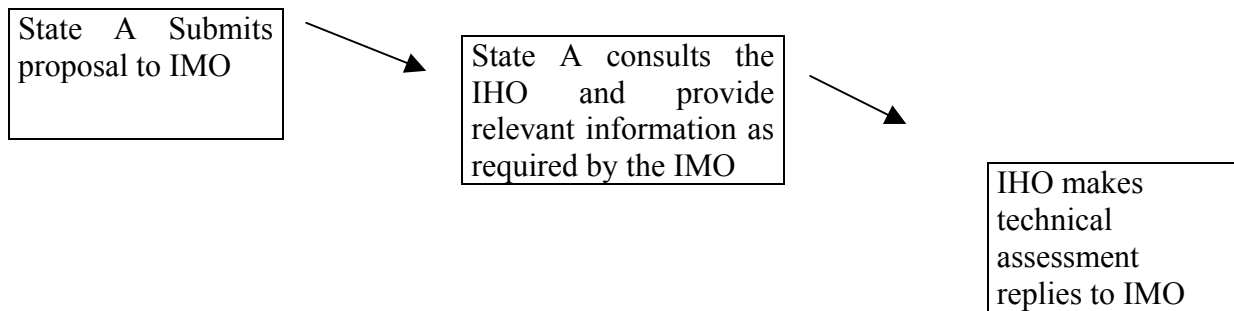 State A Submits
proposal to IMO
State A consults the
IHO and provide
relevant information as
required by the IMO
IHO makes
technical
assessment
replies to IMO